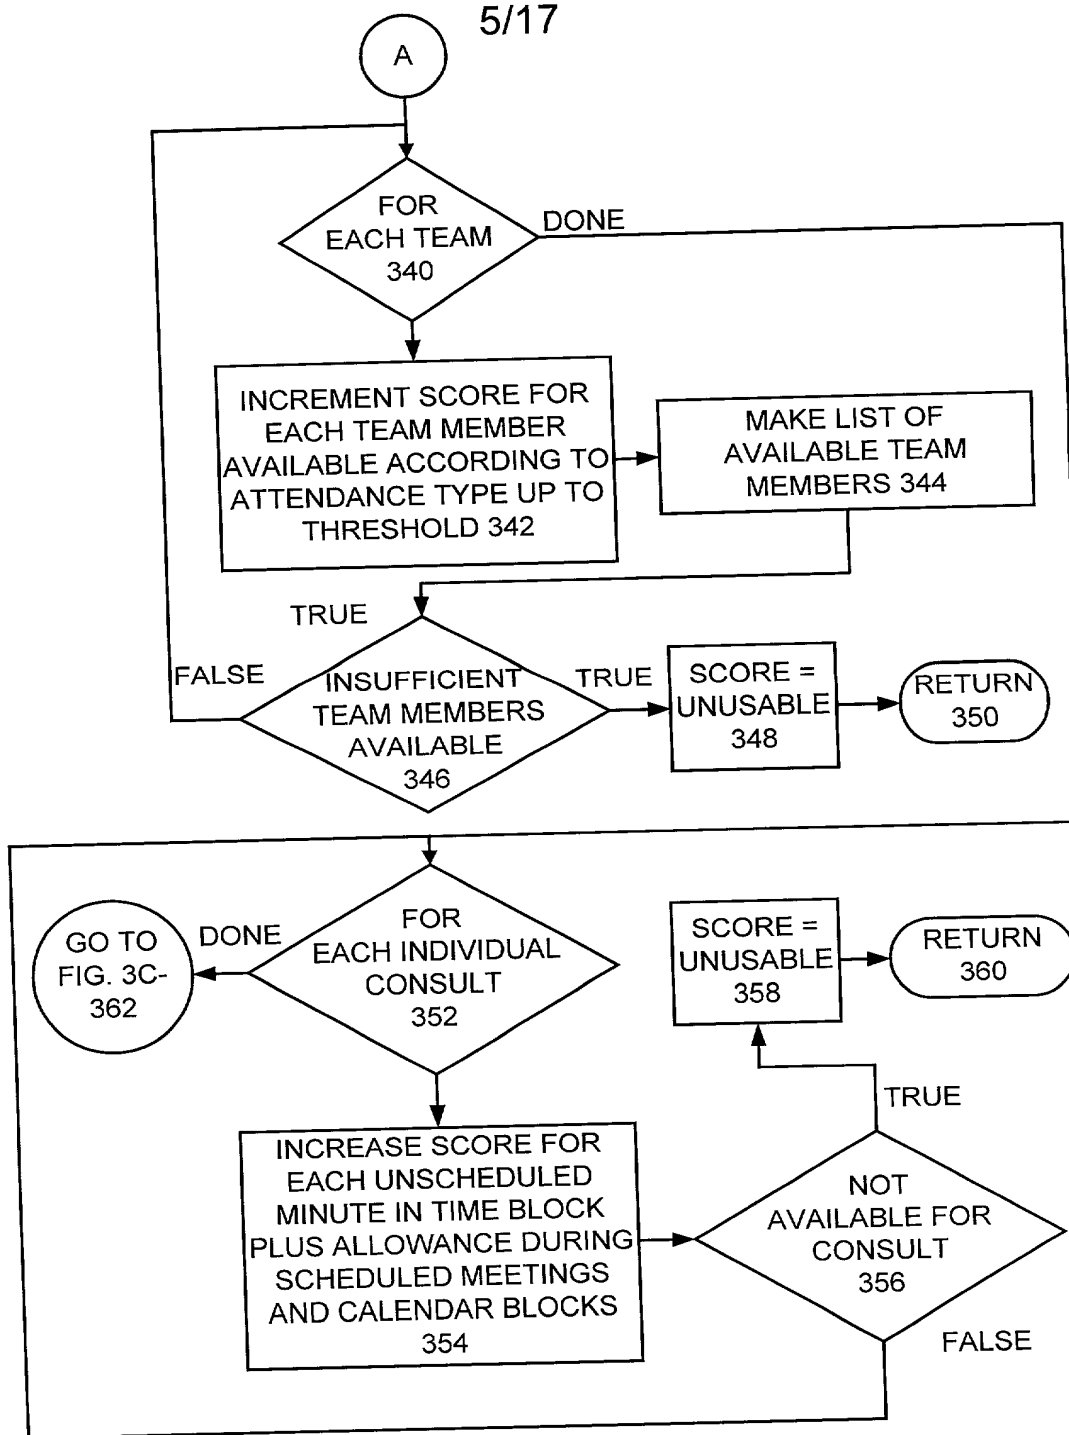 5/17
A
FOR
EACH TEAM
340
DONE
INCREMENT SCORE FOR
EACH TEAM MEMBER
AVAILABLE ACCORDING TO
ATTENDANCE TYPE UP TO
THRESHOLD 342
MAKE LIST OF
AVAILABLE TEAM
MEMBERS 344
TRUE
FALSE
INSUFFICIENT
TEAM MEMBERS
AVAILABLE
346
TRUE
SCORE =
UNUSABLE
348
RETURN
350
GO TO
FIG. 3C-
362
DONE
FOR
EACH INDIVIDUAL
CONSULT
352
SCORE =
UNUSABLE
358
RETURN
360
TRUE
INCREASE SCORE FOR
EACH UNSCHEDULED
MINUTE IN TIME BLOCK
PLUS ALLOWANCE DURING
SCHEDULED MEETINGS
AND CALENDAR BLOCKS
354
NOT
AVAILABLE FOR
CONSULT
356
FALSE